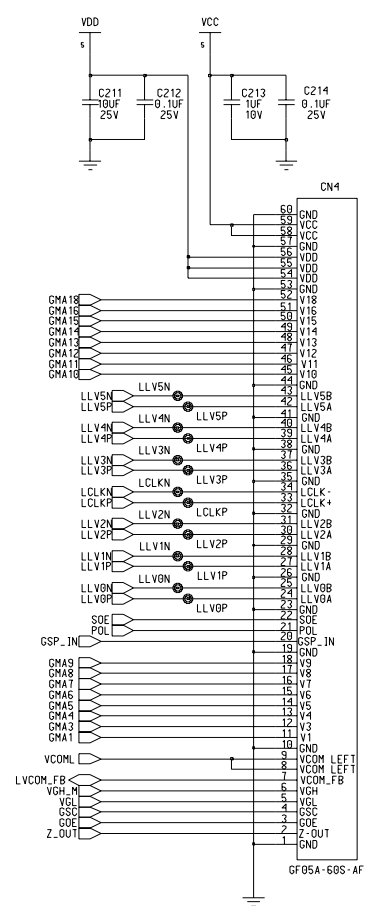 VDD
5
VCC
5
C211
10UF
25V
C212
0.1UF
25V
C213
1UF
10V
C214
0.1UF
25V
CN4
60 GND
59 VCC
58 VCC
57 GND
56 VDD
55 VDD
54 VDD
53 GND
GMA18 52 V18
GMA16 51 V16
GMA15 50 V15
GMA14 49 V14
GMA13 48 V13
GMA12 47 V12
GMA11 46 V11
GMA10 45 V10
44 GND
LLV5N LLV5N 43 LLV5B
LLV5P LLV5P 42 LLV5A
41 GND
LLV4N LLV4N 40 LLV4B
LLV4P LLV4P 39 LLV4A
38 GND
LLV3N LLV3N 37 LLV3B
LLV3P LLV3P 36 LLV3A
35 GND
LCLKN LCLKN 34 LCLK-
LCLKP LCLKP 33 LCLK+
32 GND
LLV2N LLV2N 31 LLV2B
LLV2P LLV2P 30 LLV2A
29 GND
LLV1N LLV1N 28 LLV1B
LLV1P LLV1P 27 LLV1A
26 GND
LLV0N LLV0N 25 LLV0B
LLV0P LLV0P 24 LLV0A
23 GND
SOE 22 SOE
POL 21 POL
GSP_IN 20 GSP_IN
19 GND
GMA9 18 V9
GMA8 17 V8
GMA7 16 V7
GMA6 15 V6
GMA5 14 V5
GMA4 13 V4
GMA3 12 V3
GMA1 11 V1
10 GND
VCOML 9 VCOM LEFT
8 VCOM LEFT
LVCOM_FB 7 VCOM_FB
VGH_M 6 VGH
VGL 5 VGL
GSC 4 GSC
GOE 3 GOE
Z_OUT 2 Z-OUT
1 GND
GF05A-60S-AF